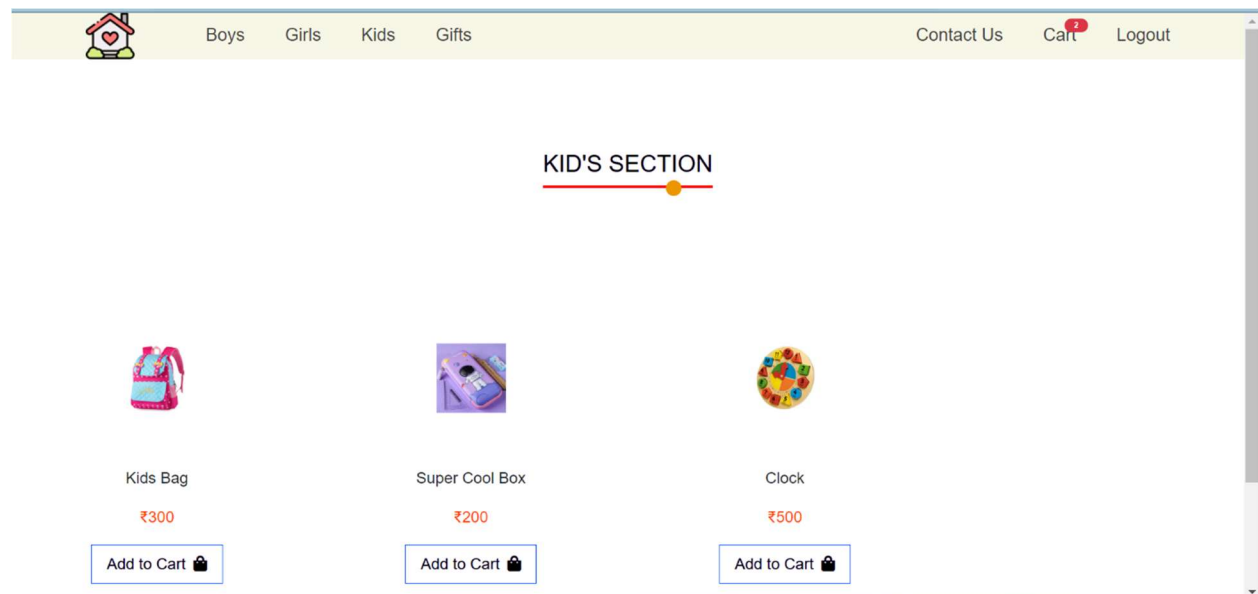 Boys Girls Kids Gifts Contact Us Cart 2 Logout
KID'S SECTION
Kids Bag Super Cool Box Clock
₹300 ₹200 ₹500
Add to Cart Add to Cart Add to Cart